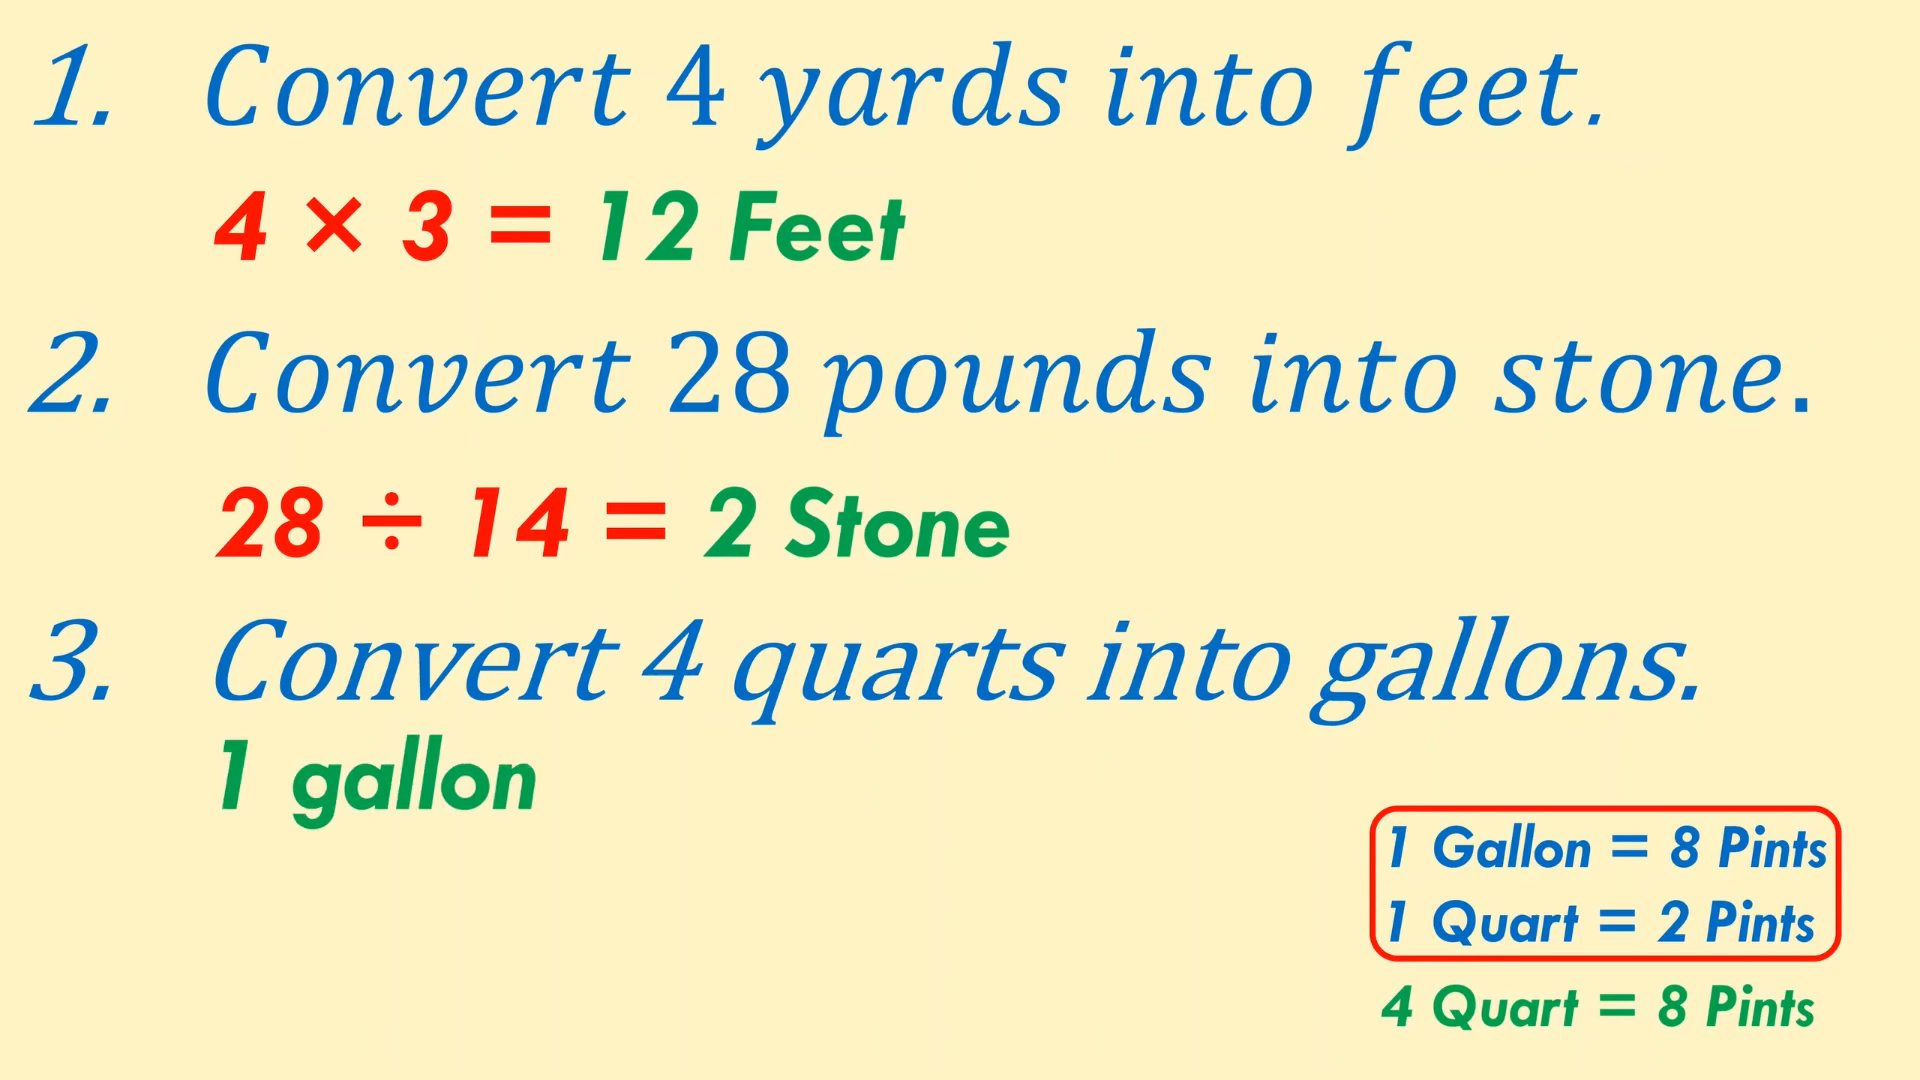 1. Convert 4 yards into feet.
4 × 3 = 12 Feet
2. Convert 28 pounds into stone.
28 ÷ 14 = 2 Stone
3. Convert 4 quarts into gallons.
1 gallon
1 Gallon = 8 Pints
1 Quart = 2 Pints
4 Quart = 8 Pints